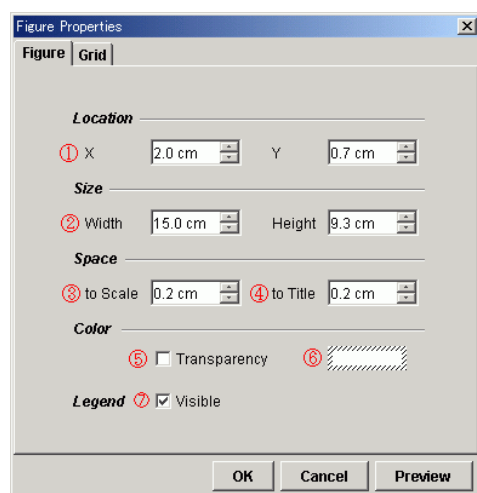 Figure Properties
Figure Grid
Location
① X 2.0 cm Y 0.7 cm
Size
② Width 15.0 cm Height 9.3 cm
Space
③ to Scale 0.2 cm ④ to Title 0.2 cm
Color
⑤ Transparency ⑥
Legend ⑦ Visible
OK Cancel Preview